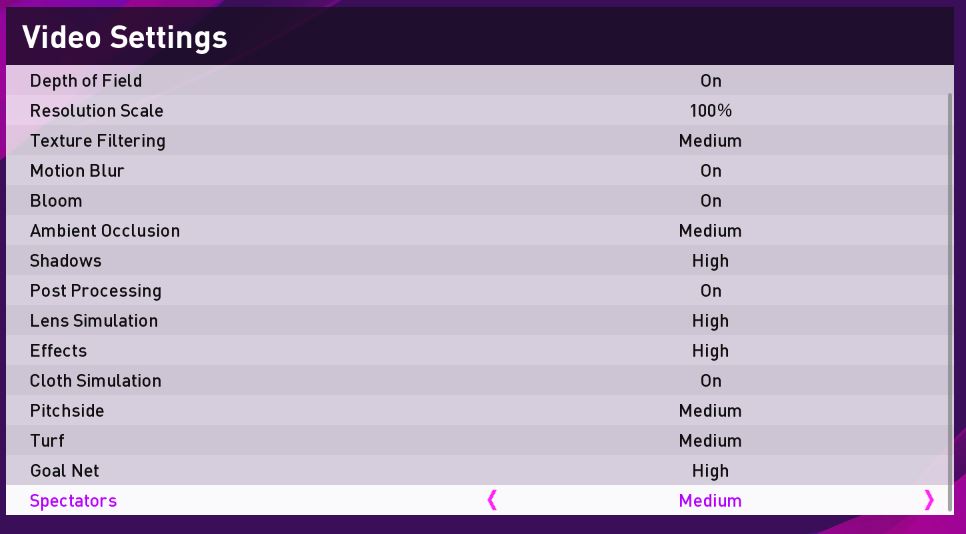 Video Settings
Depth of Field On
Resolution Scale 100%
Texture Filtering Medium
Motion Blur On
Bloom On
Ambient Occlusion Medium
Shadows High
Post Processing On
Lens Simulation High
Effects High
Cloth Simulation On
Pitchside Medium
Turf Medium
Goal Net High
Spectators Medium